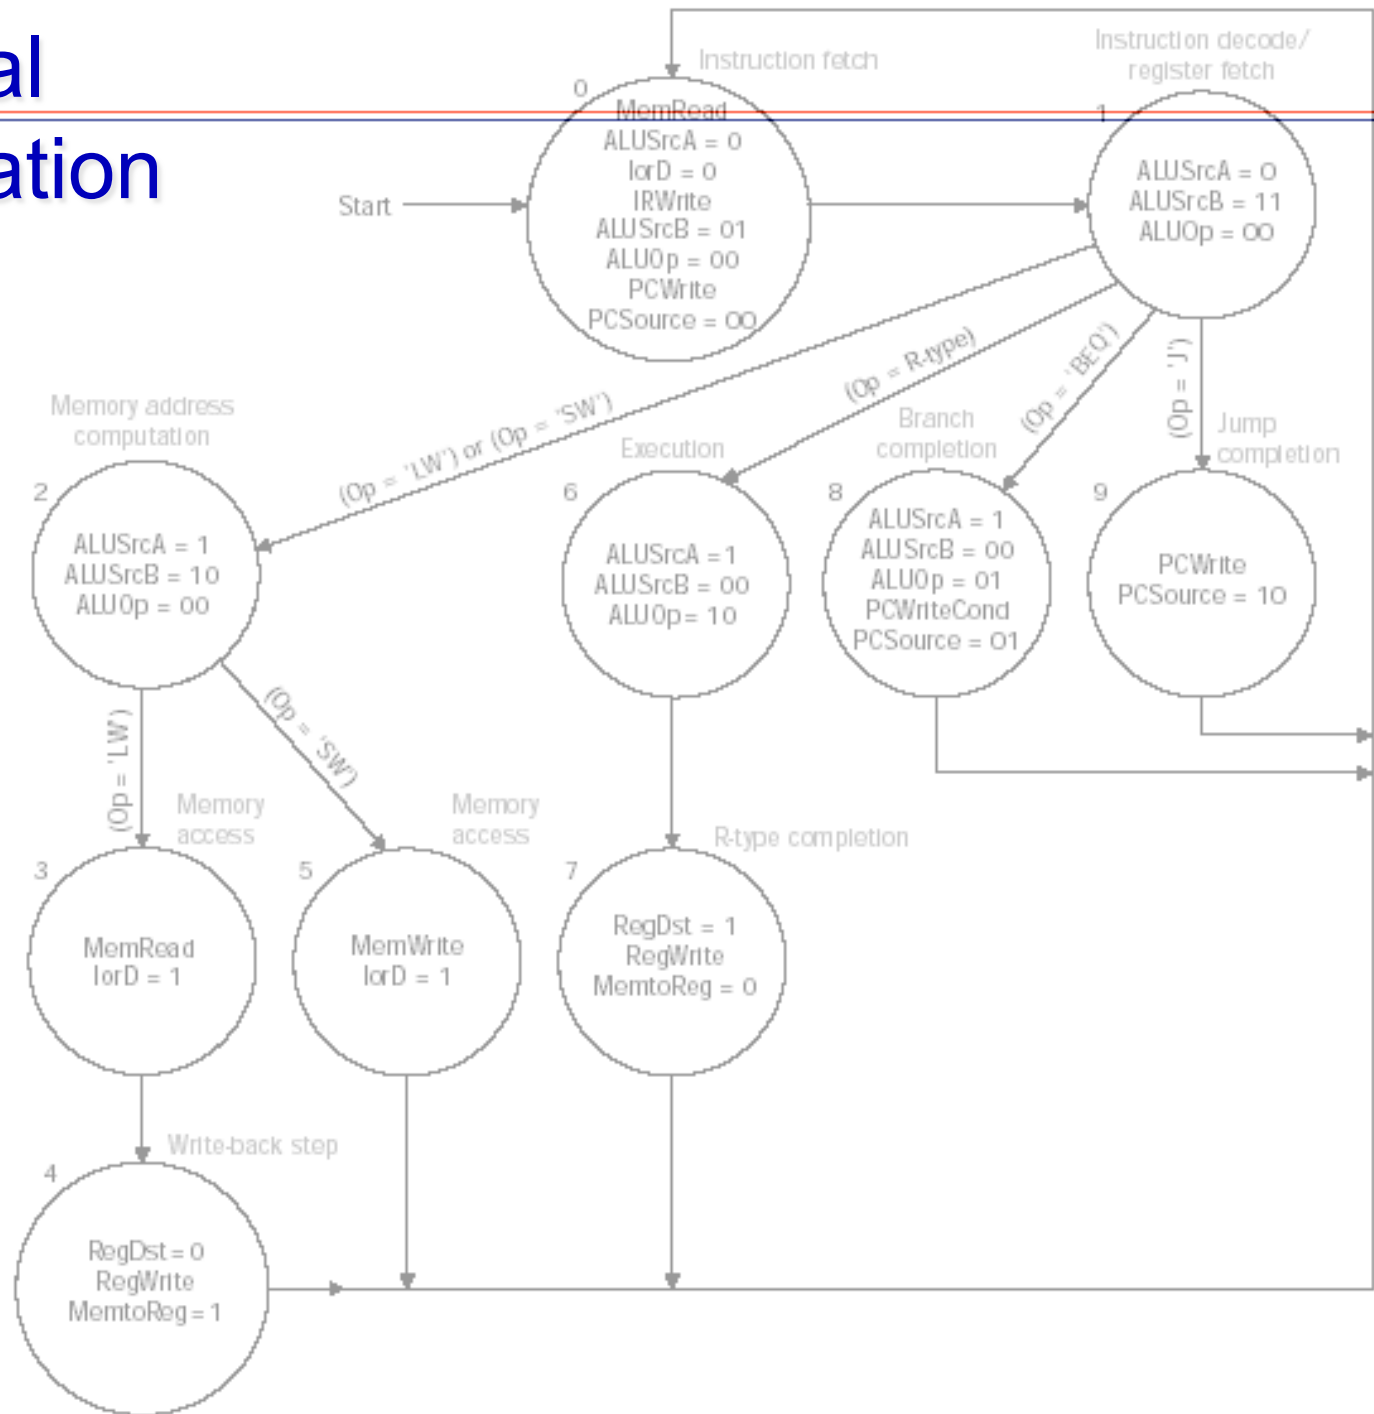 al
ation
Instruction fetch
Instruction decode/
register fetch
0
MemRead
ALUSrcA = 0
IorD = 0
IRWrite
ALUSrcB = 01
ALUOp = 00
PCWrite
PCSource = 00
Start
1
ALUSrcA = 0
ALUSrcB = 11
ALUOp = 00
(Op = 'LW') or (Op = 'SW')
(Op = R-type)
(Op = 'BEQ')
(Op = 'J')
Memory address
computation
2
ALUSrcA = 1
ALUSrcB = 10
ALUOp = 00
Execution
6
ALUSrcA =1
ALUSrcB = 00
ALUOp= 10
Branch
completion
8
ALUSrcA = 1
ALUSrcB = 00
ALUOp = 01
PCWriteCond
PCSource = 01
Jump
completion
9
PCWrite
PCSource = 10
(Op = 'LW')
(Op = 'SW')
Memory
access
3
MemRead
IorD = 1
Memory
access
5
MemWrite
IorD = 1
R-type completion
7
RegDst = 1
RegWrite
MemtoReg = 0
Write-back step
4
RegDst= 0
RegWrite
MemtoReg= 1